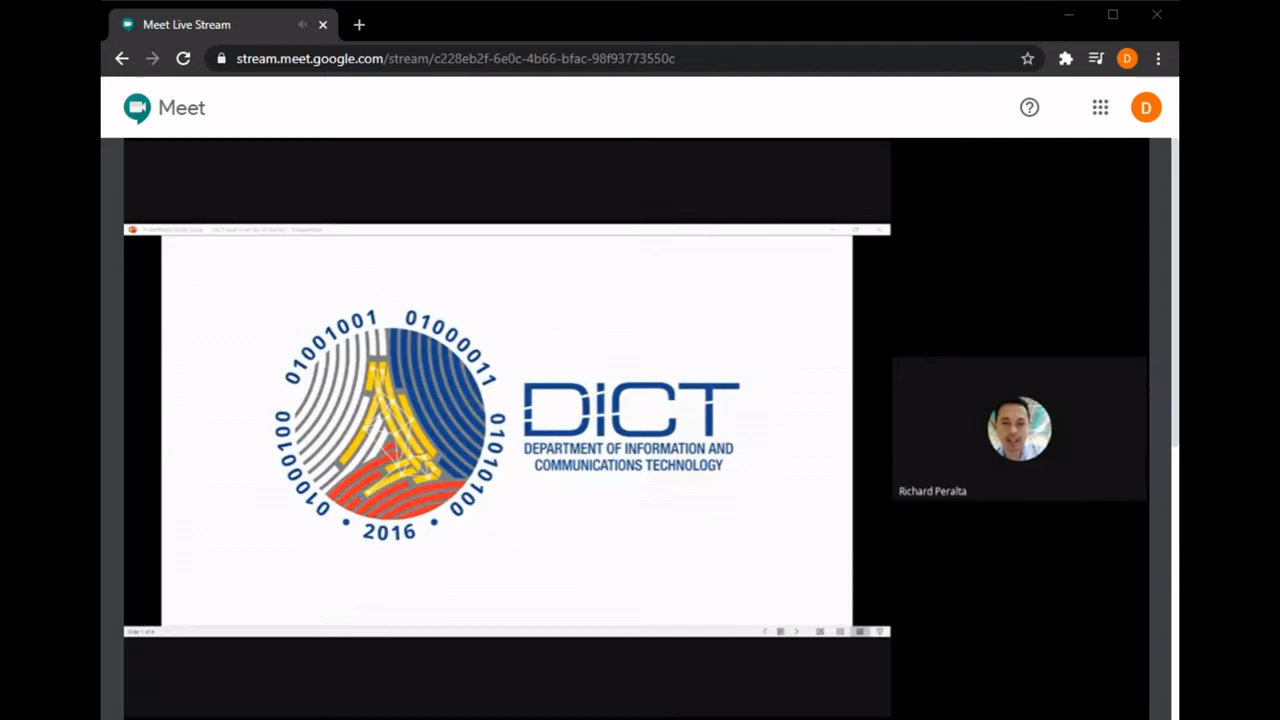 Meet Live Stream
stream.meet.google.com/stream/c228eb2f-6e0c-4b66-bfac-98f93773550c
D
Meet
D
01000100 01001001 01000011 01010100
• 2016 •
DICT
DEPARTMENT OF INFORMATION AND
COMMUNICATIONS TECHNOLOGY
Richard Peralta